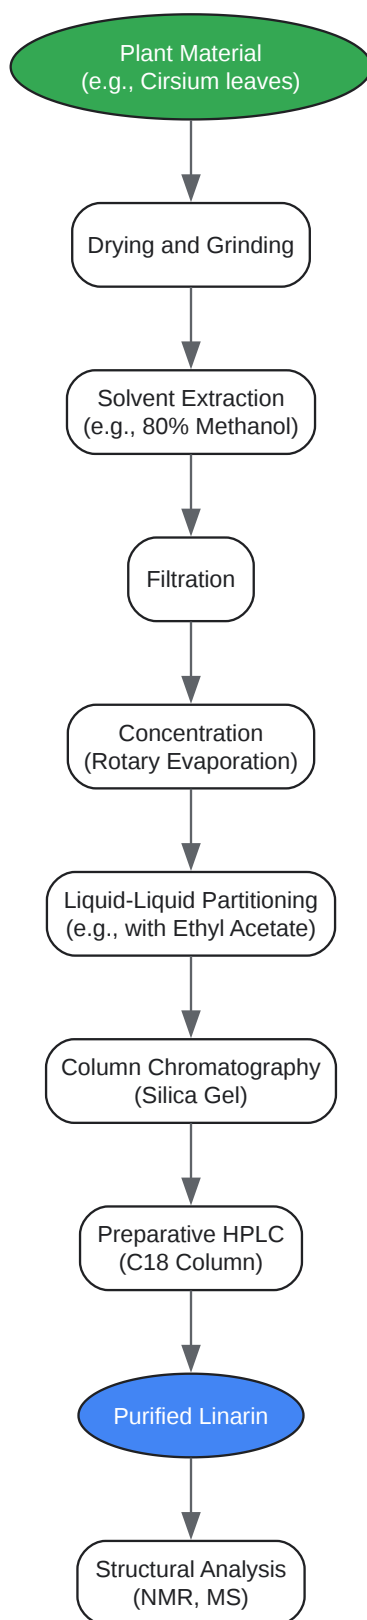 Plant Material
(e.g., Cirsium leaves)
Drying and Grinding
Solvent Extraction
(e.g., 80% Methanol)
Filtration
Concentration
(Rotary Evaporation)
Liquid-Liquid Partitioning
(e.g., with Ethyl Acetate)
Column Chromatography
(Silica Gel)
Preparative HPLC
(C18 Column)
Purified Linarin
Structural Analysis
(NMR, MS)